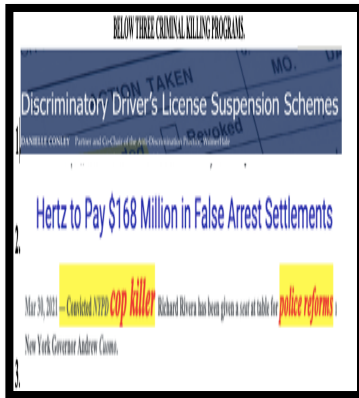 BELOW THREE CRIMINAL KILLING PROGRAMS.
ACTION TAKEN
MO.
Discriminatory Driver's License Suspension Schemes
Revoked
DANIELLE CONLEY Partner and Co-Chair of the Anti-Discrimination Practice, WilmerHale
1.
Hertz to Pay $168 Million in False Arrest Settlements
2.
Mar 30, 2021 — Convicted NYPD cop killer Richard Rivera has been given a seat at table for police reforms
New York Governor Andrew Cuomo.
3.